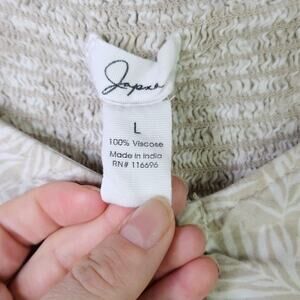 Japna
L
100% Viscose
Made in India
RN# 116696